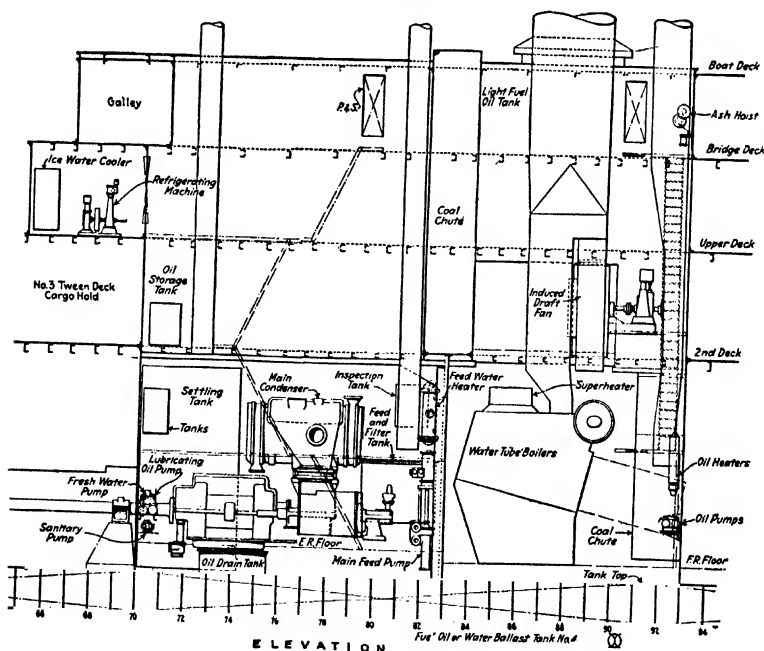 Boat Deck
Galley
P.&S.
Light Fuel
Oil Tank
Ash Hoist
Bridge Deck
Ice Water Cooler
Refrigerating
Machine
Coal
Chute
Upper Deck
No.3 Tween Deck
Cargo Hold
Oil
Storage
Tank
Induced
Draft
Fan
2nd Deck
Settling
Tank
Main
Condenser
Inspection
Tank
Feed Water
Heater
Superheater
Tanks
Feed
and
Filter
Tank
Lubricating
Oil Pump
Water Tube Boilers
Oil Heaters
Fresh Water
Pump
Sanitary
Pump
Oil Drain Tank
E.R. Floor
Main Feed Pump
Coal
Chute
Oil Pumps
F.R. Floor
Tank Top
66 68 70 72 74 76 78 80 82 84 86 88 90 92 94
ELEVATION
Fuel Oil or Water Ballast Tank No.4